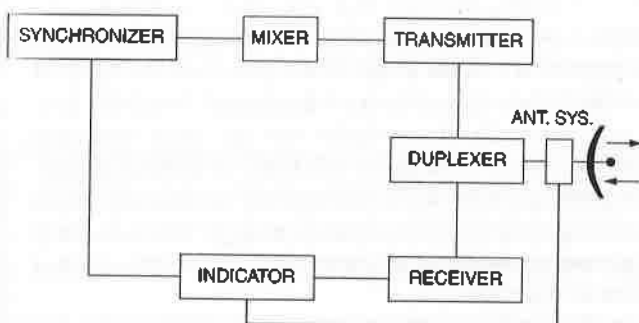 SYNCHRONIZER
MIXER
TRANSMITTER
ANT. SYS.
DUPLEXER
INDICATOR
RECEIVER